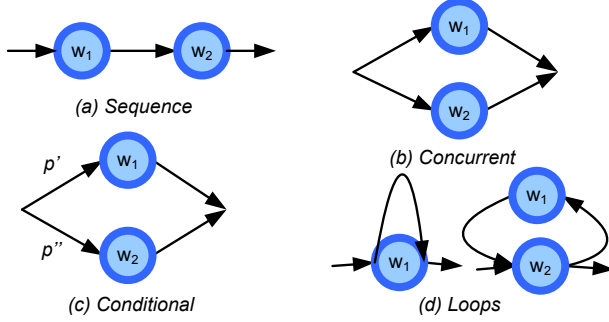 w₁ w₂
(a) Sequence
w₁
w₂
(b) Concurrent
p' w₁
p'' w₂
(c) Conditional
w₁
w₁ w₂
(d) Loops